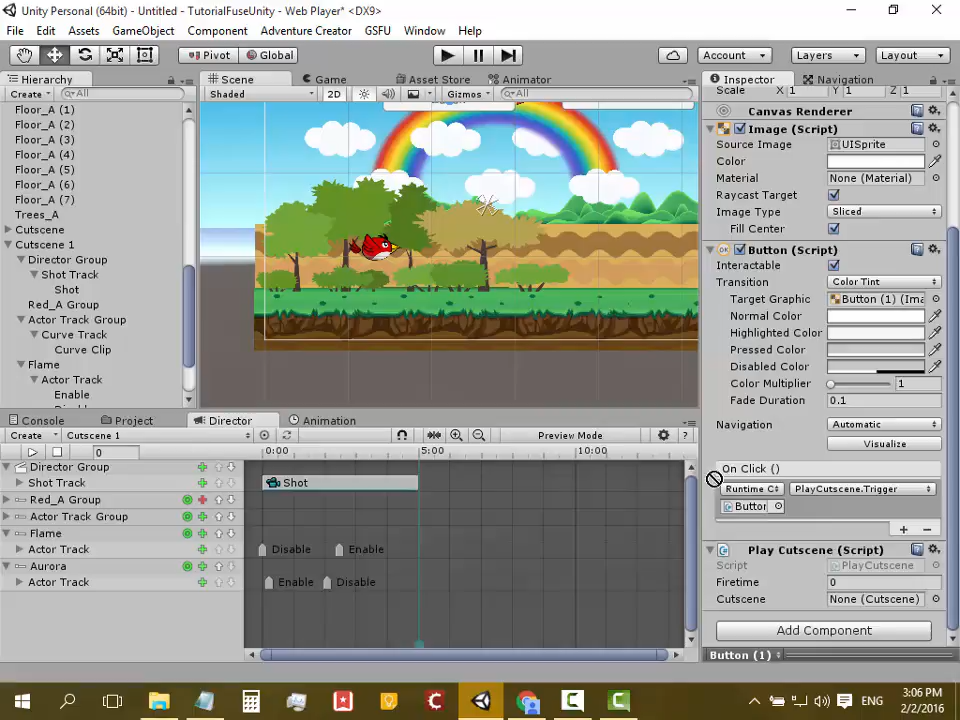 Unity Personal (64bit) - Untitled - TutorialFuseUnity - Web Player* <DX9>
File Edit Assets GameObject Component Adventure Creator GSFU Window Help
Pivot Global Account Layers Layout
Hierarchy Scene Game Asset Store Animator Inspector Navigation
Create All Shaded 2D Gizmos All Scale X 1 Y 1 Z 1
Floor_A (1)
Floor_A (2)
Floor_A (3)
Floor_A (4)
Floor_A (5)
Floor_A (6)
Floor_A (7)
Trees_A
Cutscene
Cutscene 1
Director Group
Shot Track
Shot
Red_A Group
Actor Track Group
Curve Track
Curve Clip
Flame
Actor Track
Enable
Canvas Renderer
Image (Script)
Source Image UISprite
Color
Material None (Material)
Raycast Target
Image Type Sliced
Fill Center
Button (Script)
Interactable
Transition Color Tint
Target Graphic Button (1) (Ima
Normal Color
Highlighted Color
Pressed Color
Disabled Color
Color Multiplier 1
Fade Duration 0.1
Navigation Automatic
Visualize
On Click ()
Runtime PlayCutscene.Trigger
Button
+ −
OK
Play Cutscene (Script)
Script PlayCutscene
Firetime 0
Cutscene None (Cutscene)
Add Component
Button (1)
Console Project Director Animation
Create Cutscene 1 Preview Mode ?
0 0:00 5:00 10:00
Director Group
Shot Track Shot
Red_A Group
Actor Track Group
Flame
Actor Track Disable Enable
Aurora
Actor Track Enable Disable
ENG
3:06 PM
2/2/2016